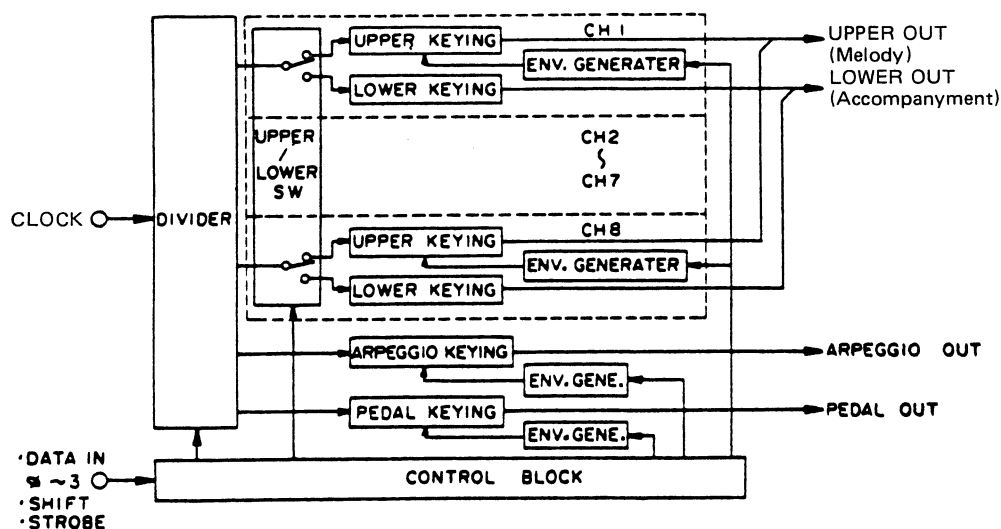 UPPER KEYING
CH 1
UPPER OUT
(Melody)
ENV. GENERATER
LOWER KEYING
LOWER OUT
(Accompanyment)
UPPER
/
LOWER
SW
CH2
~
CH7
CLOCK
DIVIDER
UPPER KEYING
CH8
ENV. GENERATER
LOWER KEYING
ARPEGGIO KEYING
ARPEGGIO OUT
ENV. GENE.
PEDAL KEYING
PEDAL OUT
ENV. GENE.
·DATA IN
~3
·SHIFT
·STROBE
CONTROL BLOCK